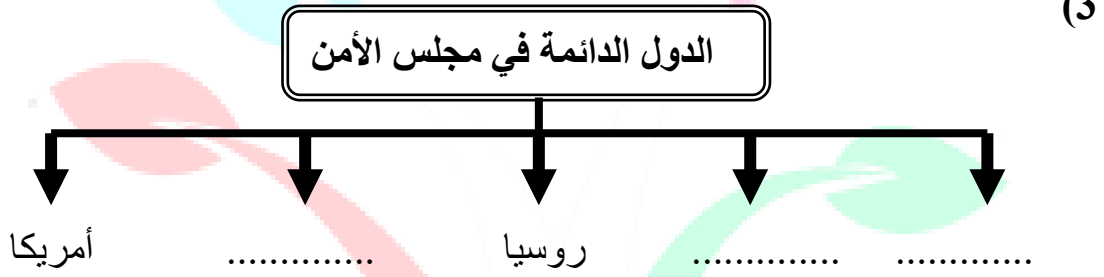 (3
الدول الدائمة في مجلس الأمن
............. .............. روسيا .............. أمريكا